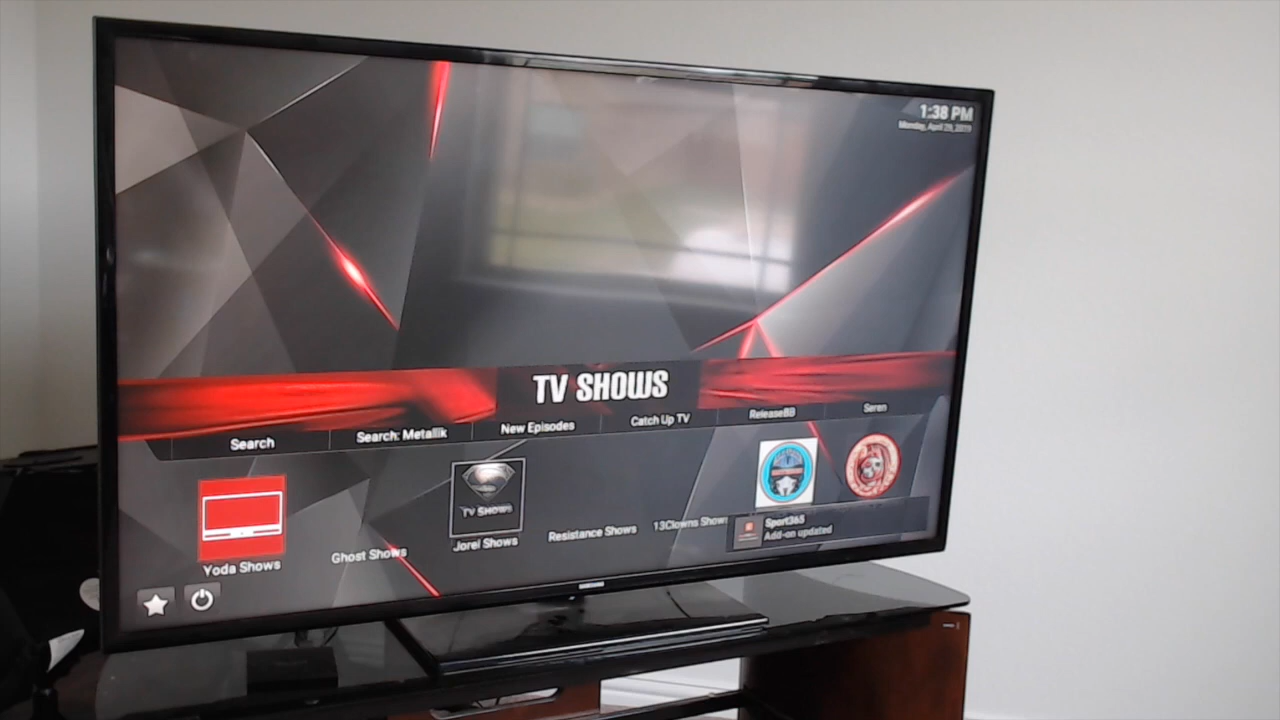 1:38 PM
Monday, April 29, 2019
TV SHOWS
Search
Search: Metallik
New Episodes
Catch Up TV
ReleaseBB
Seren
TV SHOWS
Yoda Shows
Ghost Shows
Jorel Shows
Resistance Shows
13Clowns Shows
Sport365
Add-on updated